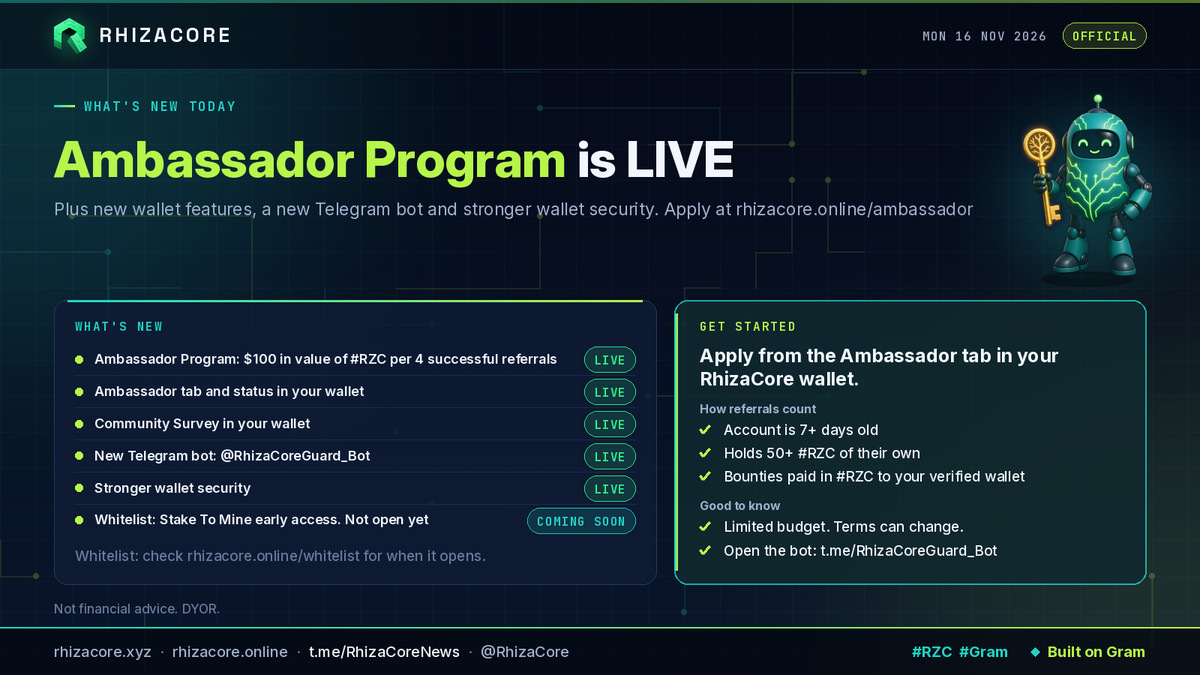 RHIZACORE
MON 16 NOV 2026
OFFICIAL
WHAT'S NEW TODAY
Ambassador Program is LIVE
Plus new wallet features, a new Telegram bot and stronger wallet security. Apply at rhizacore.online/ambassador
WHAT'S NEW
Ambassador Program: $100 in value of #RZC per 4 successful referrals LIVE
Ambassador tab and status in your wallet LIVE
Community Survey in your wallet LIVE
New Telegram bot: @RhizaCoreGuard_Bot LIVE
Stronger wallet security LIVE
Whitelist: Stake To Mine early access. Not open yet COMING SOON
Whitelist: check rhizacore.online/whitelist for when it opens.
GET STARTED
Apply from the Ambassador tab in your
RhizaCore wallet.
How referrals count
Account is 7+ days old
Holds 50+ #RZC of their own
Bounties paid in #RZC to your verified wallet
Good to know
Limited budget. Terms can change.
Open the bot: t.me/RhizaCoreGuard_Bot
Not financial advice. DYOR.
rhizacore.xyz · rhizacore.online · t.me/RhizaCoreNews · @RhizaCore
#RZC #Gram ◆ Built on Gram